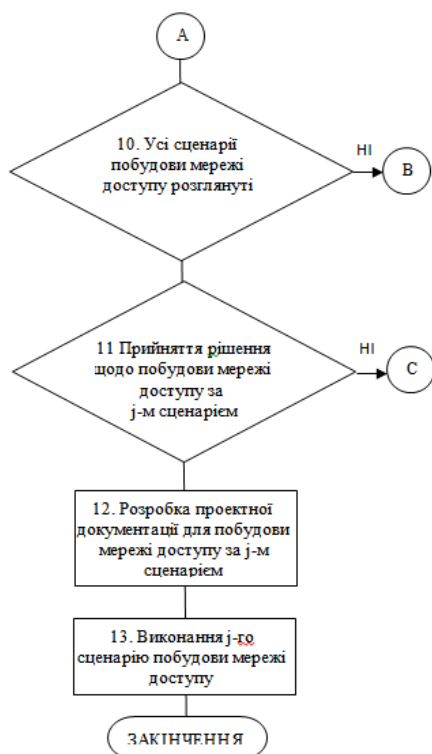 А
10. Усі сценарії
побудови мережі
доступу розглянуті
НІ
В
11 Прийняття рішення
щодо побудови мережі
доступу за
j-м сценарієм
НІ
С
12. Розробка проектної
документації для побудови
мережі доступу за j-м
сценарієм
13. Виконання j-го
сценарію побудови мережі
доступу
ЗАКІНЧЕННЯ